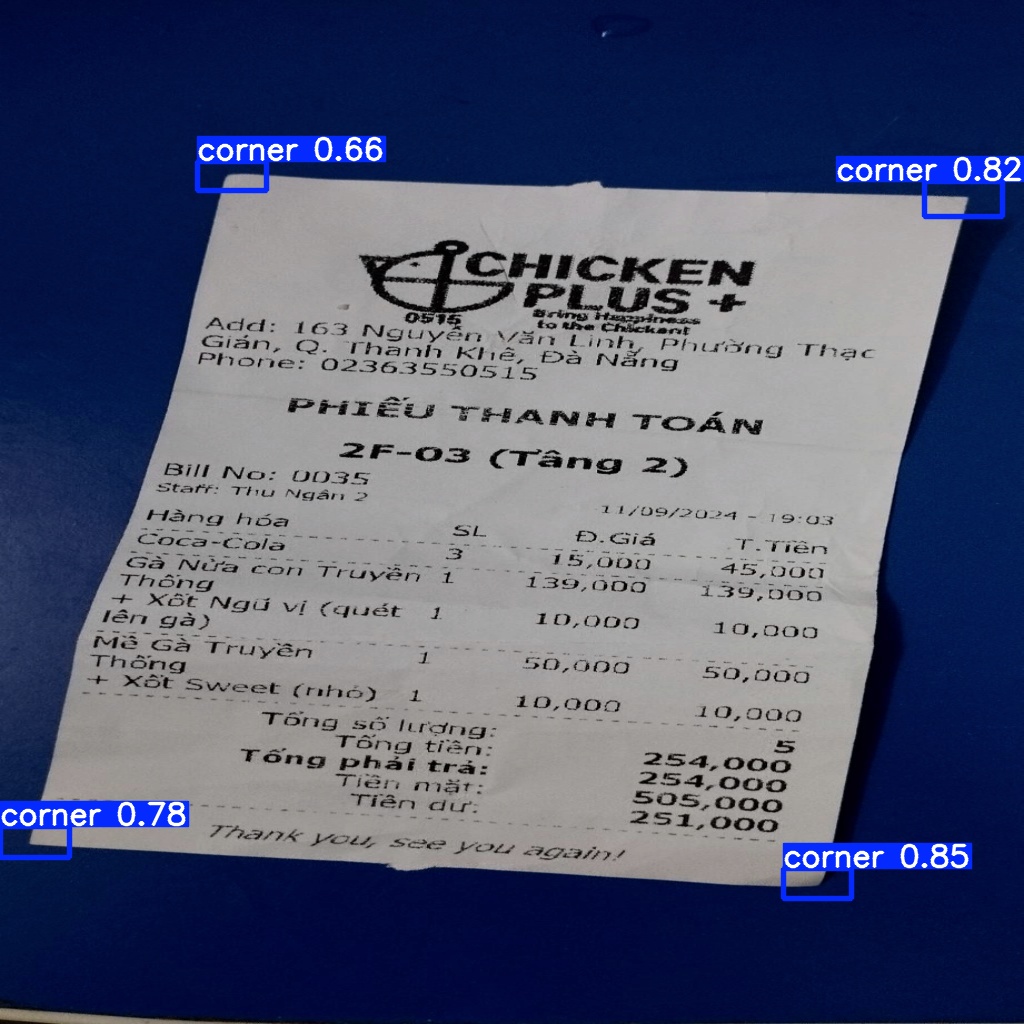 corner 0.66
corner 0.82
CHICKEN
PLUS +
0515
Bring Happiness
to the Chickent
Add: 163 Nguyễn Văn Linh, Phường Thạc
Gián, Q. Thanh Khê, Đà Nẵng
Phone: 02363550515
PHIẾU THANH TOÁN
2F-03 (Tầng 2)
Bill No: 0035
Staff: Thu Ngân 2
11/09/2024 - 19:03
Hàng hóa SL Đ.Giá T.Tiền
Coca-Cola 3 15,000 45,000
Gà Nửa con Truyền 1 139,000 139,000
Thống
+ Xốt Ngũ vị (quét 1 10,000 10,000
lên gà)
Mề Gà Truyền 1 50,000 50,000
Thống
+ Xốt Sweet (nhỏ) 1 10,000 10,000
Tổng số lượng: 5
Tổng tiền: 254,000
Tổng phải trả: 254,000
Tiền mặt: 505,000
Tiền dư: 251,000
Thank you, see you again!
corner 0.78
corner 0.85